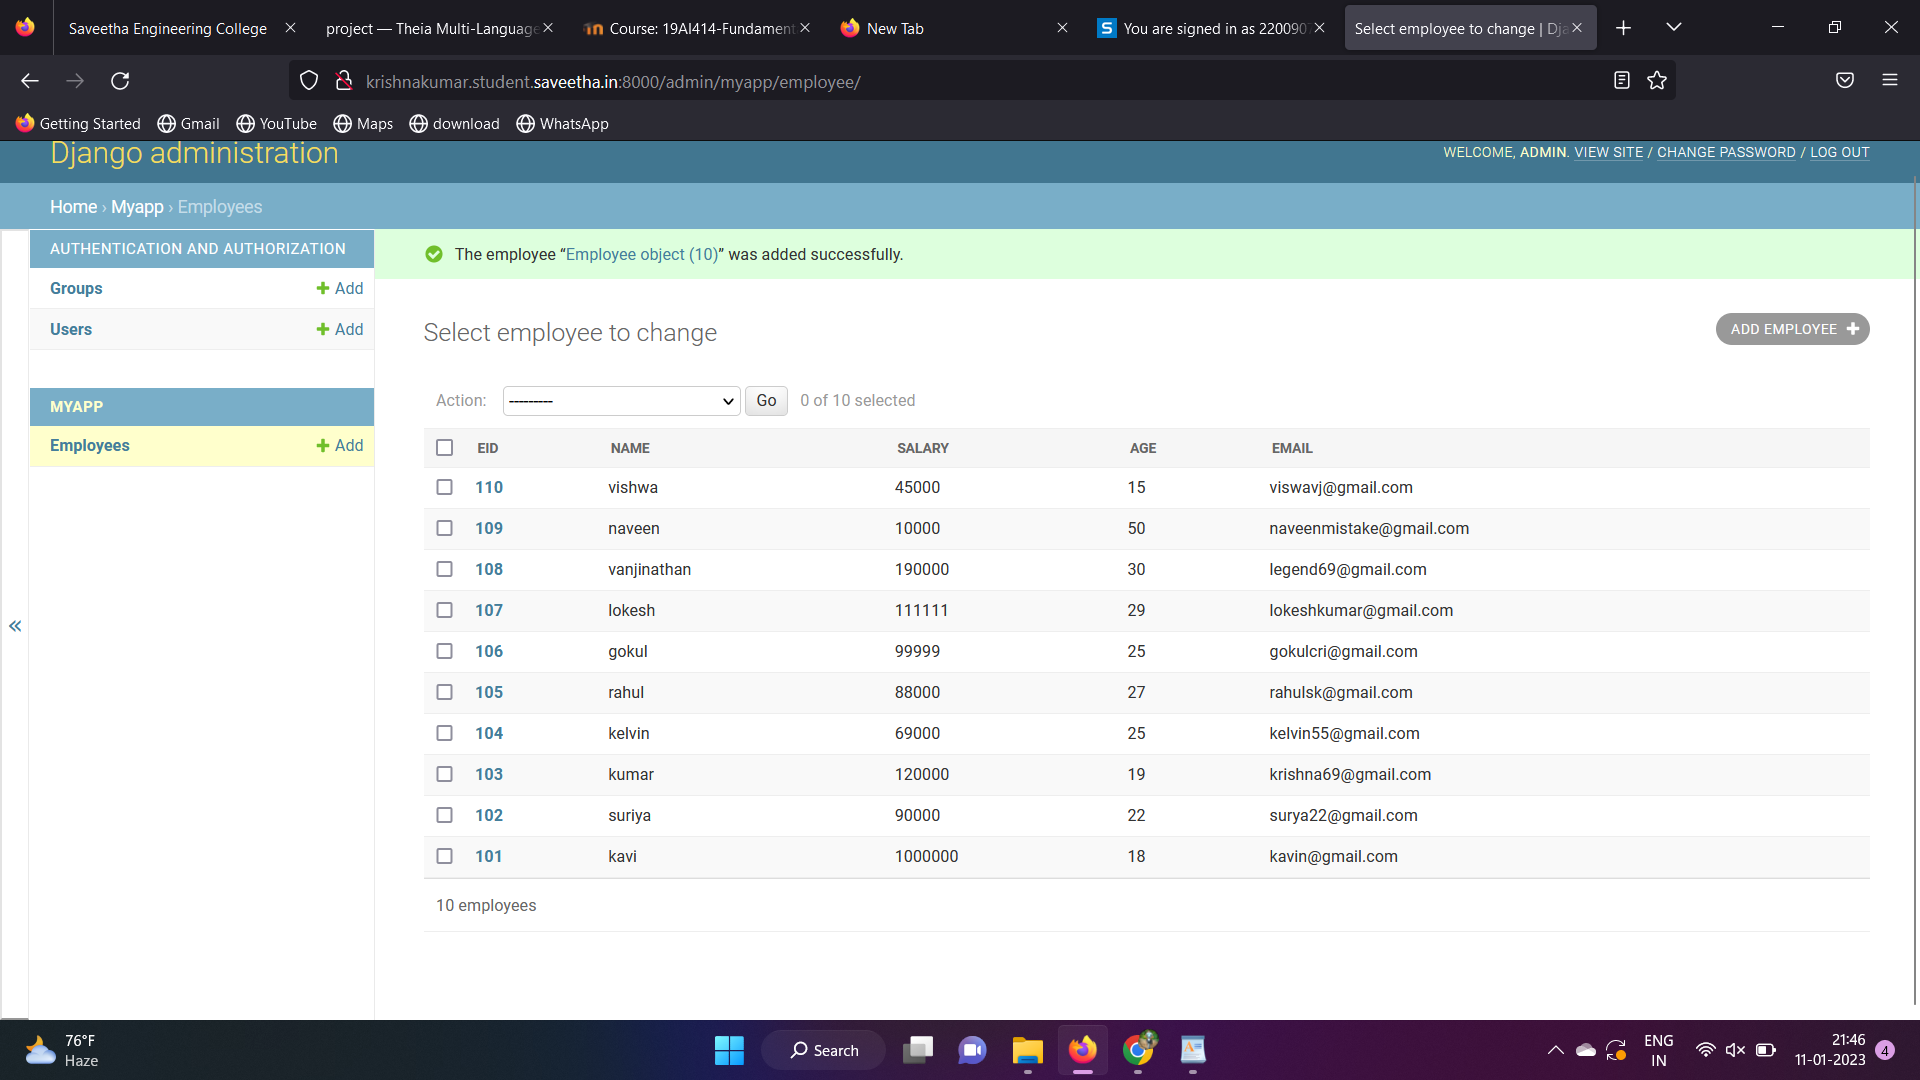 Saveetha Engineering College
project — Theia Multi-Language
Course: 19AI414-Fundament
New Tab
You are signed in as 220090
Select employee to change | Dja
krishnakumar.student.saveetha.in:8000/admin/myapp/employee/
Getting Started Gmail YouTube Maps download WhatsApp
Django administration
WELCOME, ADMIN. VIEW SITE / CHANGE PASSWORD / LOG OUT
Home › Myapp › Employees
AUTHENTICATION AND AUTHORIZATION
Groups + Add
Users + Add
MYAPP
Employees + Add
«
The employee “Employee object (10)” was added successfully.
Select employee to change
ADD EMPLOYEE +
Action: --------- Go 0 of 10 selected
EID NAME SALARY AGE EMAIL
110 vishwa 45000 15 viswavj@gmail.com
109 naveen 10000 50 naveenmistake@gmail.com
108 vanjinathan 190000 30 legend69@gmail.com
107 lokesh 111111 29 lokeshkumar@gmail.com
106 gokul 99999 25 gokulcri@gmail.com
105 rahul 88000 27 rahulsk@gmail.com
104 kelvin 69000 25 kelvin55@gmail.com
103 kumar 120000 19 krishna69@gmail.com
102 suriya 90000 22 surya22@gmail.com
101 kavi 1000000 18 kavin@gmail.com
10 employees
76°F
Haze
Search
ENG
IN
21:46
11-01-2023
4